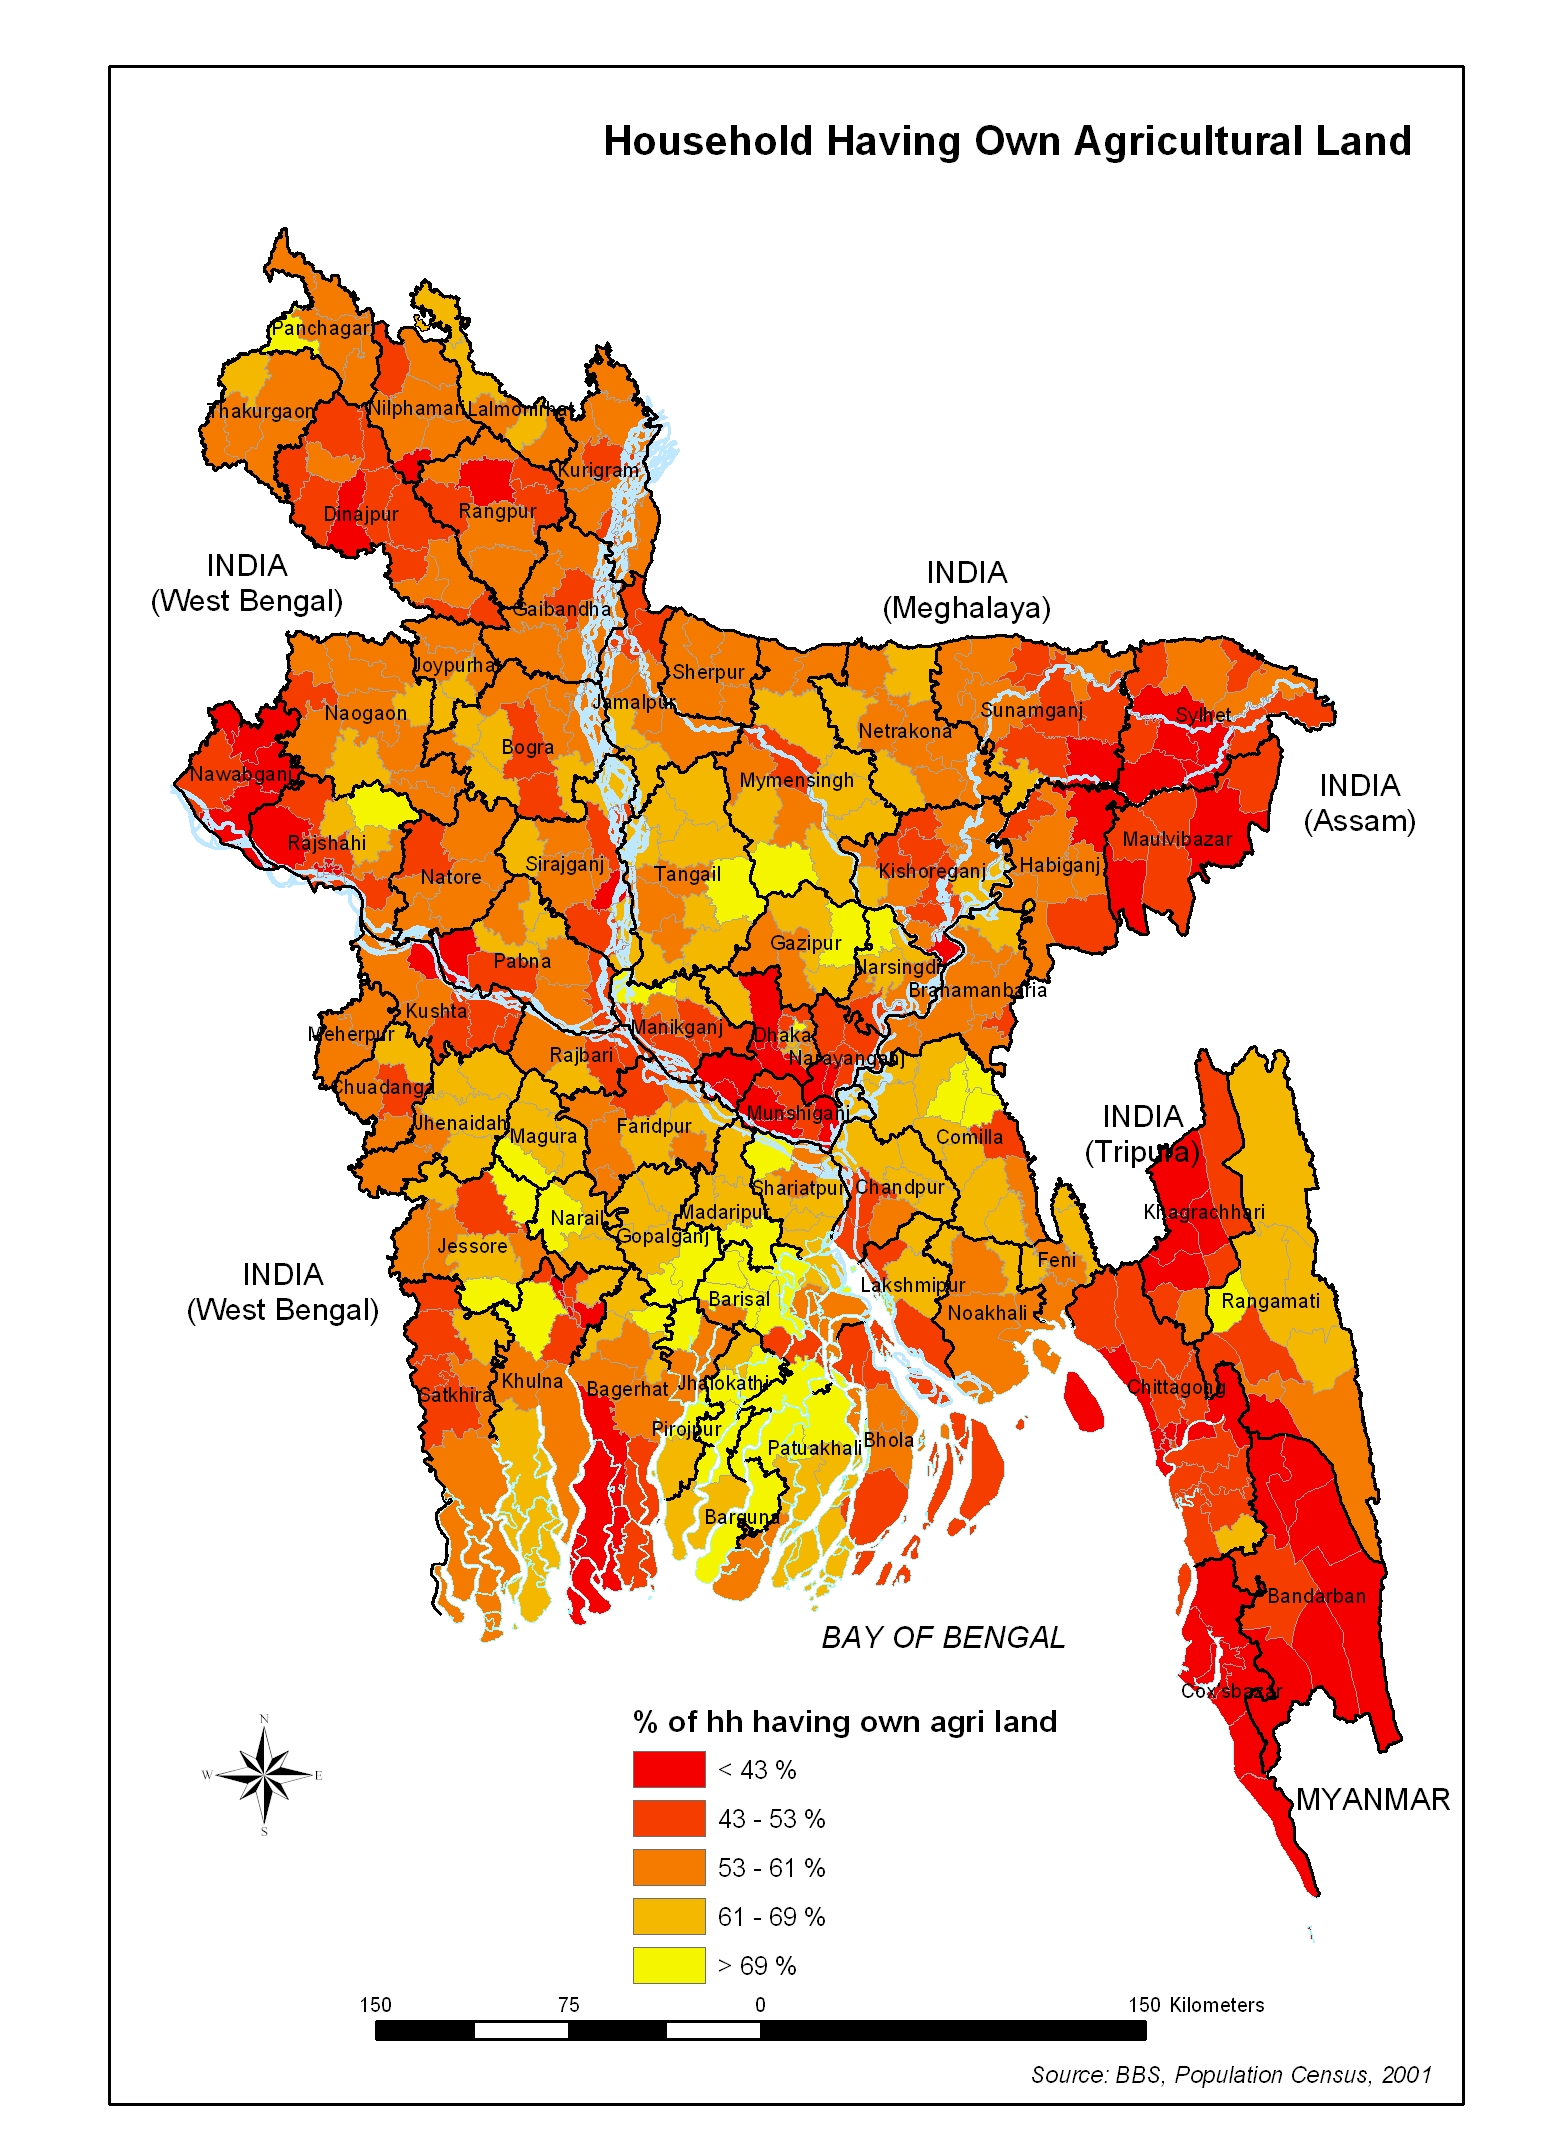 Household Having Own Agricultural Land
Panchagarh
Thakurgaon
Nilphamari
Lalmonirhat
Kurigram
Dinajpur
Rangpur
INDIA
(West Bengal)
INDIA
(Meghalaya)
Gaibandha
Joypurhat
Sherpur
Jamalpur
Naogaon
Netrakona
Sunamganj
Sylhet
Bogra
Nawabganj
Mymensingh
INDIA
(Assam)
Rajshahi
Maulvibazar
Sirajganj
Tangail
Kishoreganj
Habiganj
Natore
Gazipur
Pabna
Narsingdi
Brahamanbaria
Kushta
Manikganj
Meherpur
Dhaka
Rajbari
Narayanganj
Chuadanga
Munshiganj
Jhenaidah
Faridpur
INDIA
(Tripura)
Magura
Comilla
Shariatpur
Chandpur
Narail
Madaripur
Khagrachhari
Gopalganj
Jessore
Feni
INDIA
(West Bengal)
Lakshmipur
Barisal
Noakhali
Rangamati
Khulna
Jhalokathi
Bagerhat
Chittagong
Satkhira
Pirojpur
Patuakhali
Bhola
Barguna
Bandarban
BAY OF BENGAL
Cox'sbazar
N
W
E
S
% of hh having own agri land
< 43 %
43 - 53 %
53 - 61 %
61 - 69 %
> 69 %
MYANMAR
150 75 0 150 Kilometers
Source: BBS, Population Census, 2001